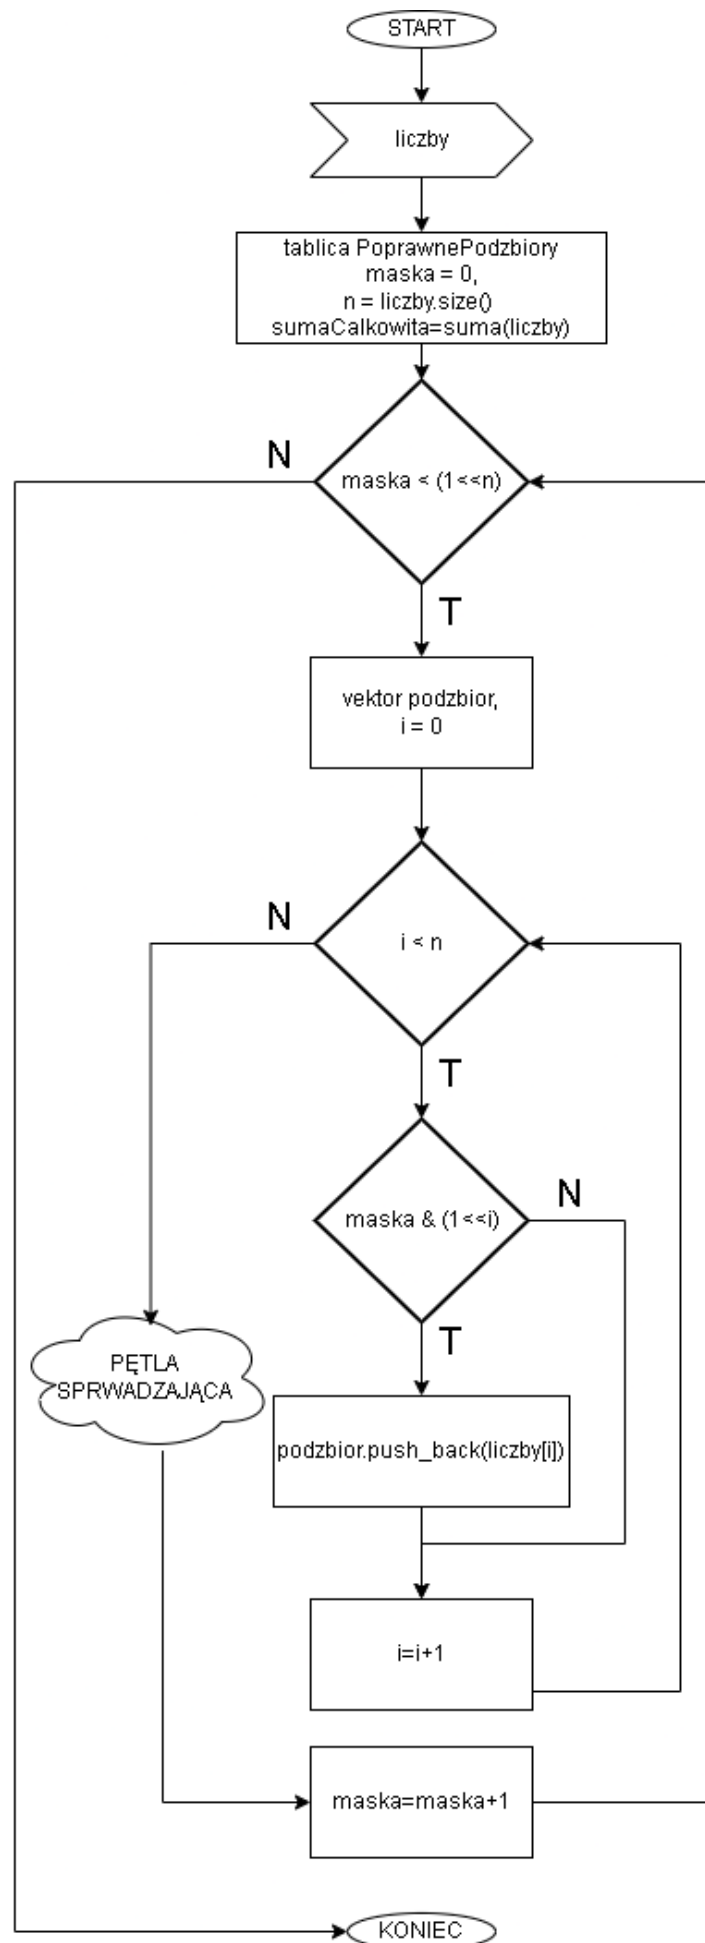 START
liczby
tablica PoprawnePodzbiory
maska = 0,
n = liczby.size()
sumaCalkowita=suma(liczby)
N
maska < (1<<n)
T
vektor podzbior,
i = 0
N
i < n
T
maska & (1<<i)
N
T
PĘTLA
SPRWADZAJĄCA
podzbior.push_back(liczby[i])
i=i+1
maska=maska+1
KONIEC